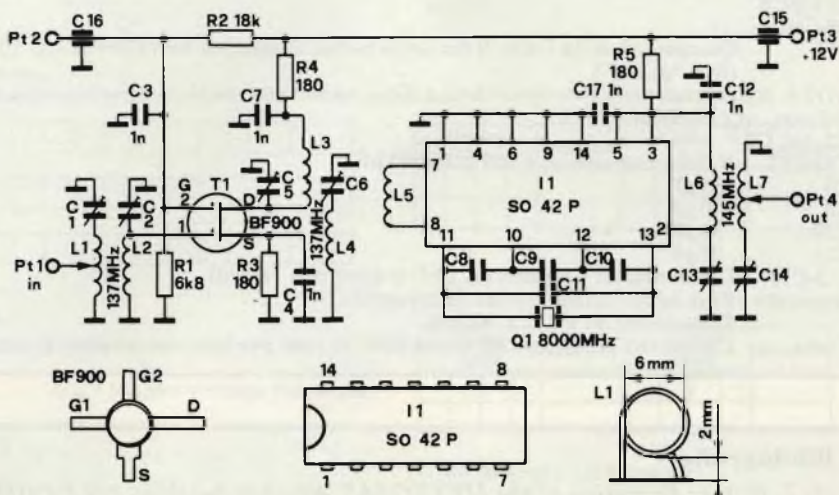 Pt2
C16
R2 18k
C15
Pt3
+12V
R4
180
R5
180
C17 1n
C12
1n
C3
1n
C7
1n
L3
C5
C6
G2
T1
D
BF900
1
S
C1
C2
L1
L2
137MHz
Pt1
in
R1
6k8
R3
180
C4
1n
137MHz
L4
1 4 6 9 14 5 3
7
L5
8
I1
SO 42 P
2
11 10 12 13
L6
145MHz
L7
Pt4
out
C8
C9
C10
C11
C13
C14
Q1 8000MHz
BF900
G2
G1
D
S
14 8
I1
SO 42 P
1 7
L1
6mm
2mm